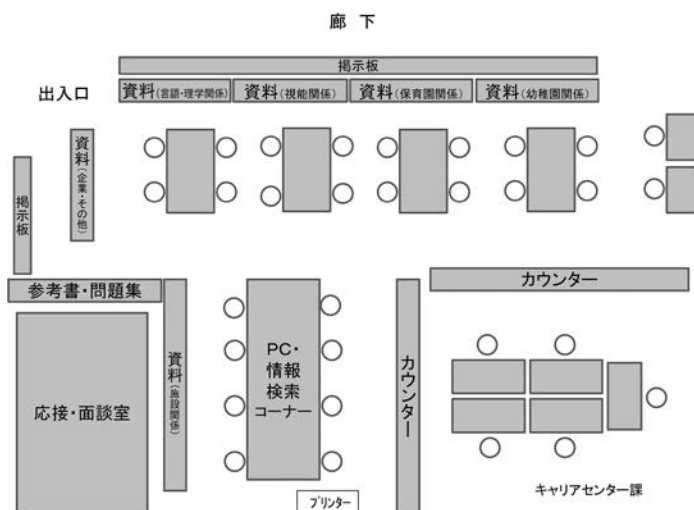 廊 下
掲示板
出入口
資料(言語・理学関係)
資料(視能関係)
資料(保育園関係)
資料(幼稚園関係)
資料(企業・その他)
掲示板
参考書・問題集
カウンター
資料(施設関係)
PC・
情報
検索
コーナー
カウンター
応接・面談室
キャリアセンター課
プリンター